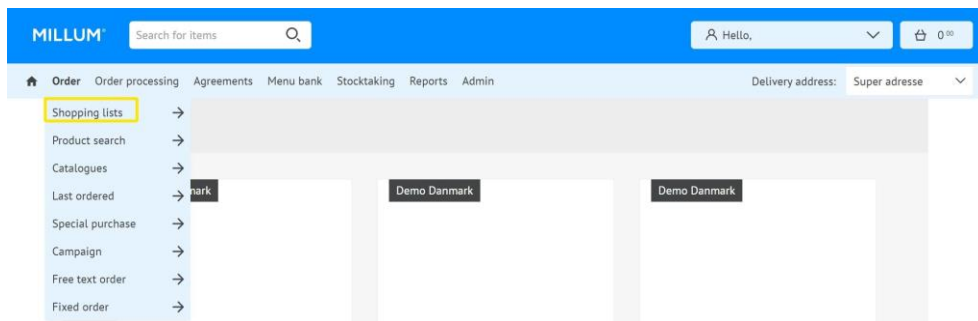 MILLUM Search for items Hello, 0 00
Order Order processing Agreements Menu bank Stocktaking Reports Admin Delivery address: Super adresse
Shopping lists
Product search
Catalogues
Last ordered
Special purchase
Campaign
Free text order
Fixed order
Demo Danmark
Demo Danmark